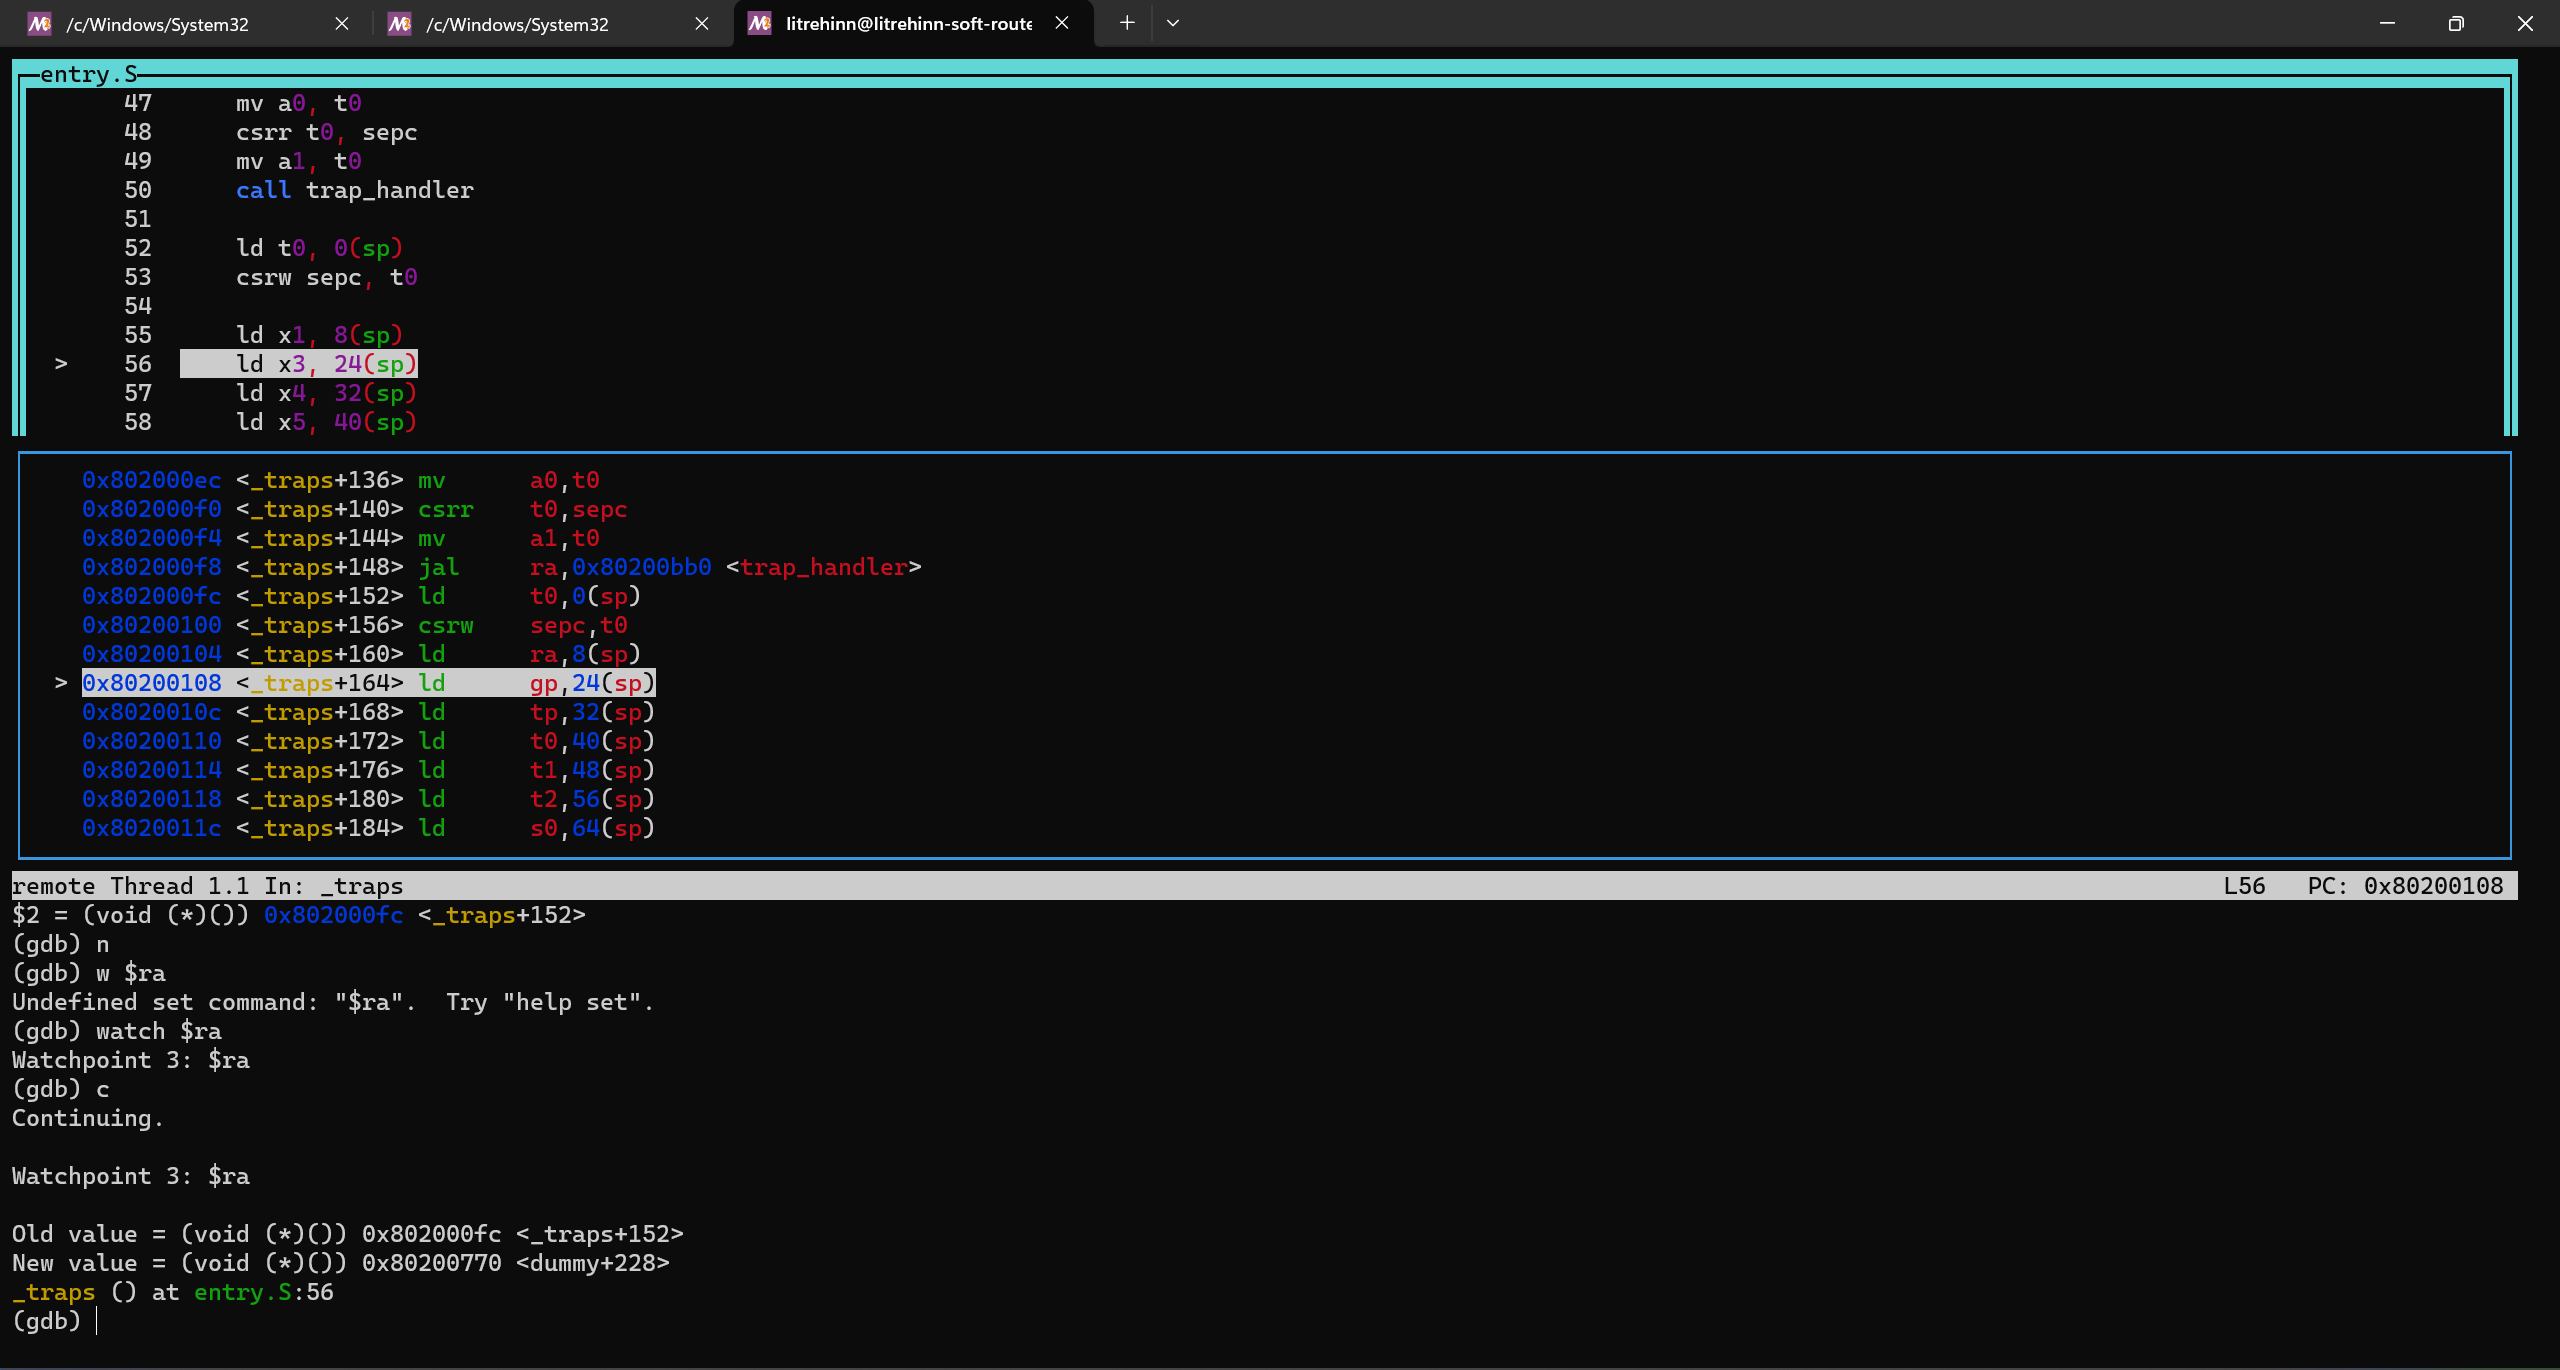 /c/Windows/System32
/c/Windows/System32
litrehinn@litrehinn-soft-route
entry.S
47 mv a0, t0
48 csrr t0, sepc
49 mv a1, t0
50 call trap_handler
51
52 ld t0, 0(sp)
53 csrw sepc, t0
54
55 ld x1, 8(sp)
> 56 ld x3, 24(sp)
57 ld x4, 32(sp)
58 ld x5, 40(sp)
0x802000ec <_traps+136> mv a0,t0
0x802000f0 <_traps+140> csrr t0,sepc
0x802000f4 <_traps+144> mv a1,t0
0x802000f8 <_traps+148> jal ra,0x80200bb0 <trap_handler>
0x802000fc <_traps+152> ld t0,0(sp)
0x80200100 <_traps+156> csrw sepc,t0
0x80200104 <_traps+160> ld ra,8(sp)
> 0x80200108 <_traps+164> ld gp,24(sp)
0x8020010c <_traps+168> ld tp,32(sp)
0x80200110 <_traps+172> ld t0,40(sp)
0x80200114 <_traps+176> ld t1,48(sp)
0x80200118 <_traps+180> ld t2,56(sp)
0x8020011c <_traps+184> ld s0,64(sp)
remote Thread 1.1 In: _traps L56 PC: 0x80200108
$2 = (void (*)()) 0x802000fc <_traps+152>
(gdb) n
(gdb) w $ra
Undefined set command: "$ra".  Try "help set".
(gdb) watch $ra
Watchpoint 3: $ra
(gdb) c
Continuing.
Watchpoint 3: $ra
Old value = (void (*)()) 0x802000fc <_traps+152>
New value = (void (*)()) 0x80200770 <dummy+228>
_traps () at entry.S:56
(gdb)